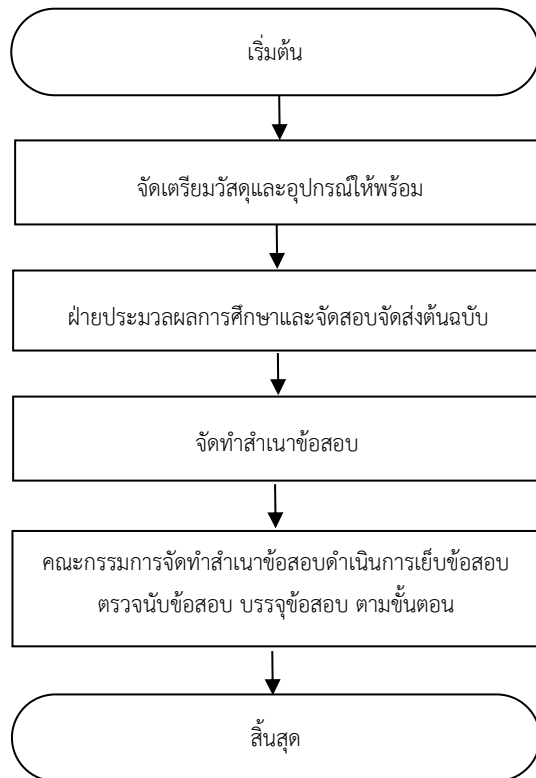 เริ่มต้น
จัดเตรียมวัสดุและอุปกรณ์ให้พร้อม
ฝ่ายประมวลผลการศึกษาและจัดสอบจัดส่งต้นฉบับ
จัดทำสำเนาข้อสอบ
คณะกรรมการจัดทำสำเนาข้อสอบดำเนินการเย็บข้อสอบ
ตรวจนับข้อสอบ บรรจุข้อสอบ ตามขั้นตอน
สิ้นสุด